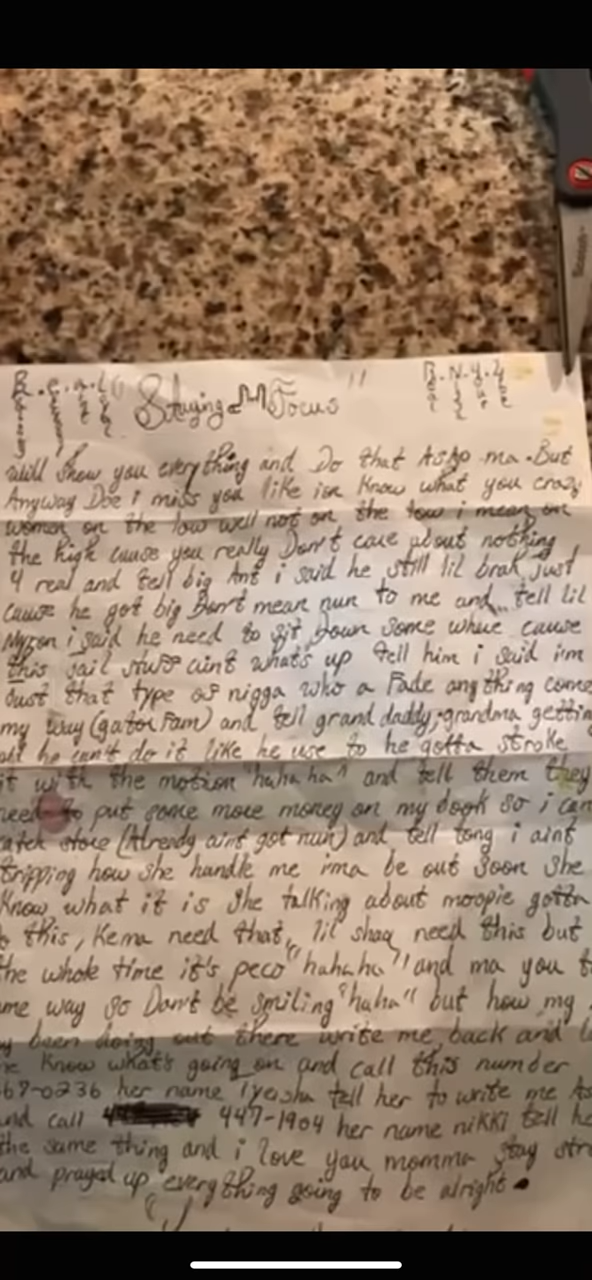 R.e.a.L
"Staying Focus"
B.N.4.4
will show you everything and Do that ASAP ma. But
Anyway Doe i miss you like ion Know what you crazy
women on the low well not on the low i mean on
the high cause you really Don't care about nothing
4 real and tell big Ant i said he still lil brah Just
cause he got big Don't mean nun to me and tell lil
Myron i said he need to sit Down some where cause
this jail stuff aint what's up tell him i said i'm
Just that type of nigga who a Fade anything come
my way (gator Fam) and tell grand daddy, grandma getting
old he can't do it like he use to he gotta stroke
it with the motion "hahaha" and tell them they
need to put some more money on my book so i can
catch store (Already aint got nun) and tell tong i aint
tripping how she handle me ima be out soon she
Know what it is she talking about moopie gotta
this, Kema need that, lil shaq need this but
the whole time it's peco "hahaha" and ma you t
me way so Don't be smiling "haha" but how my
been doing out there write me back and l
me Know what's going on and call this number
67-0236 her name Iyeisha tell her to write me As
and call 447-1904 her name nikki tell he
the same thing and i love you momma stay str
and prayed up everything going to be alright.